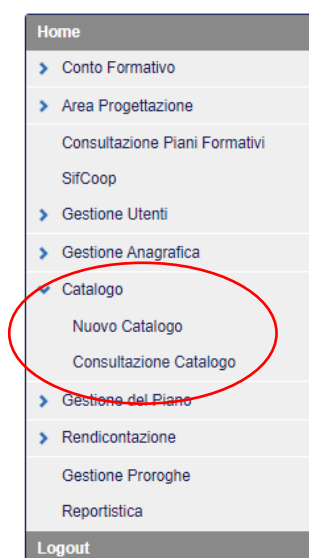 Home
Conto Formativo
Area Progettazione
Consultazione Piani Formativi
SifCoop
Gestione Utenti
Gestione Anagrafica
Catalogo
Nuovo Catalogo
Consultazione Catalogo
Gestione del Piano
Rendicontazione
Gestione Proroghe
Reportistica
Logout